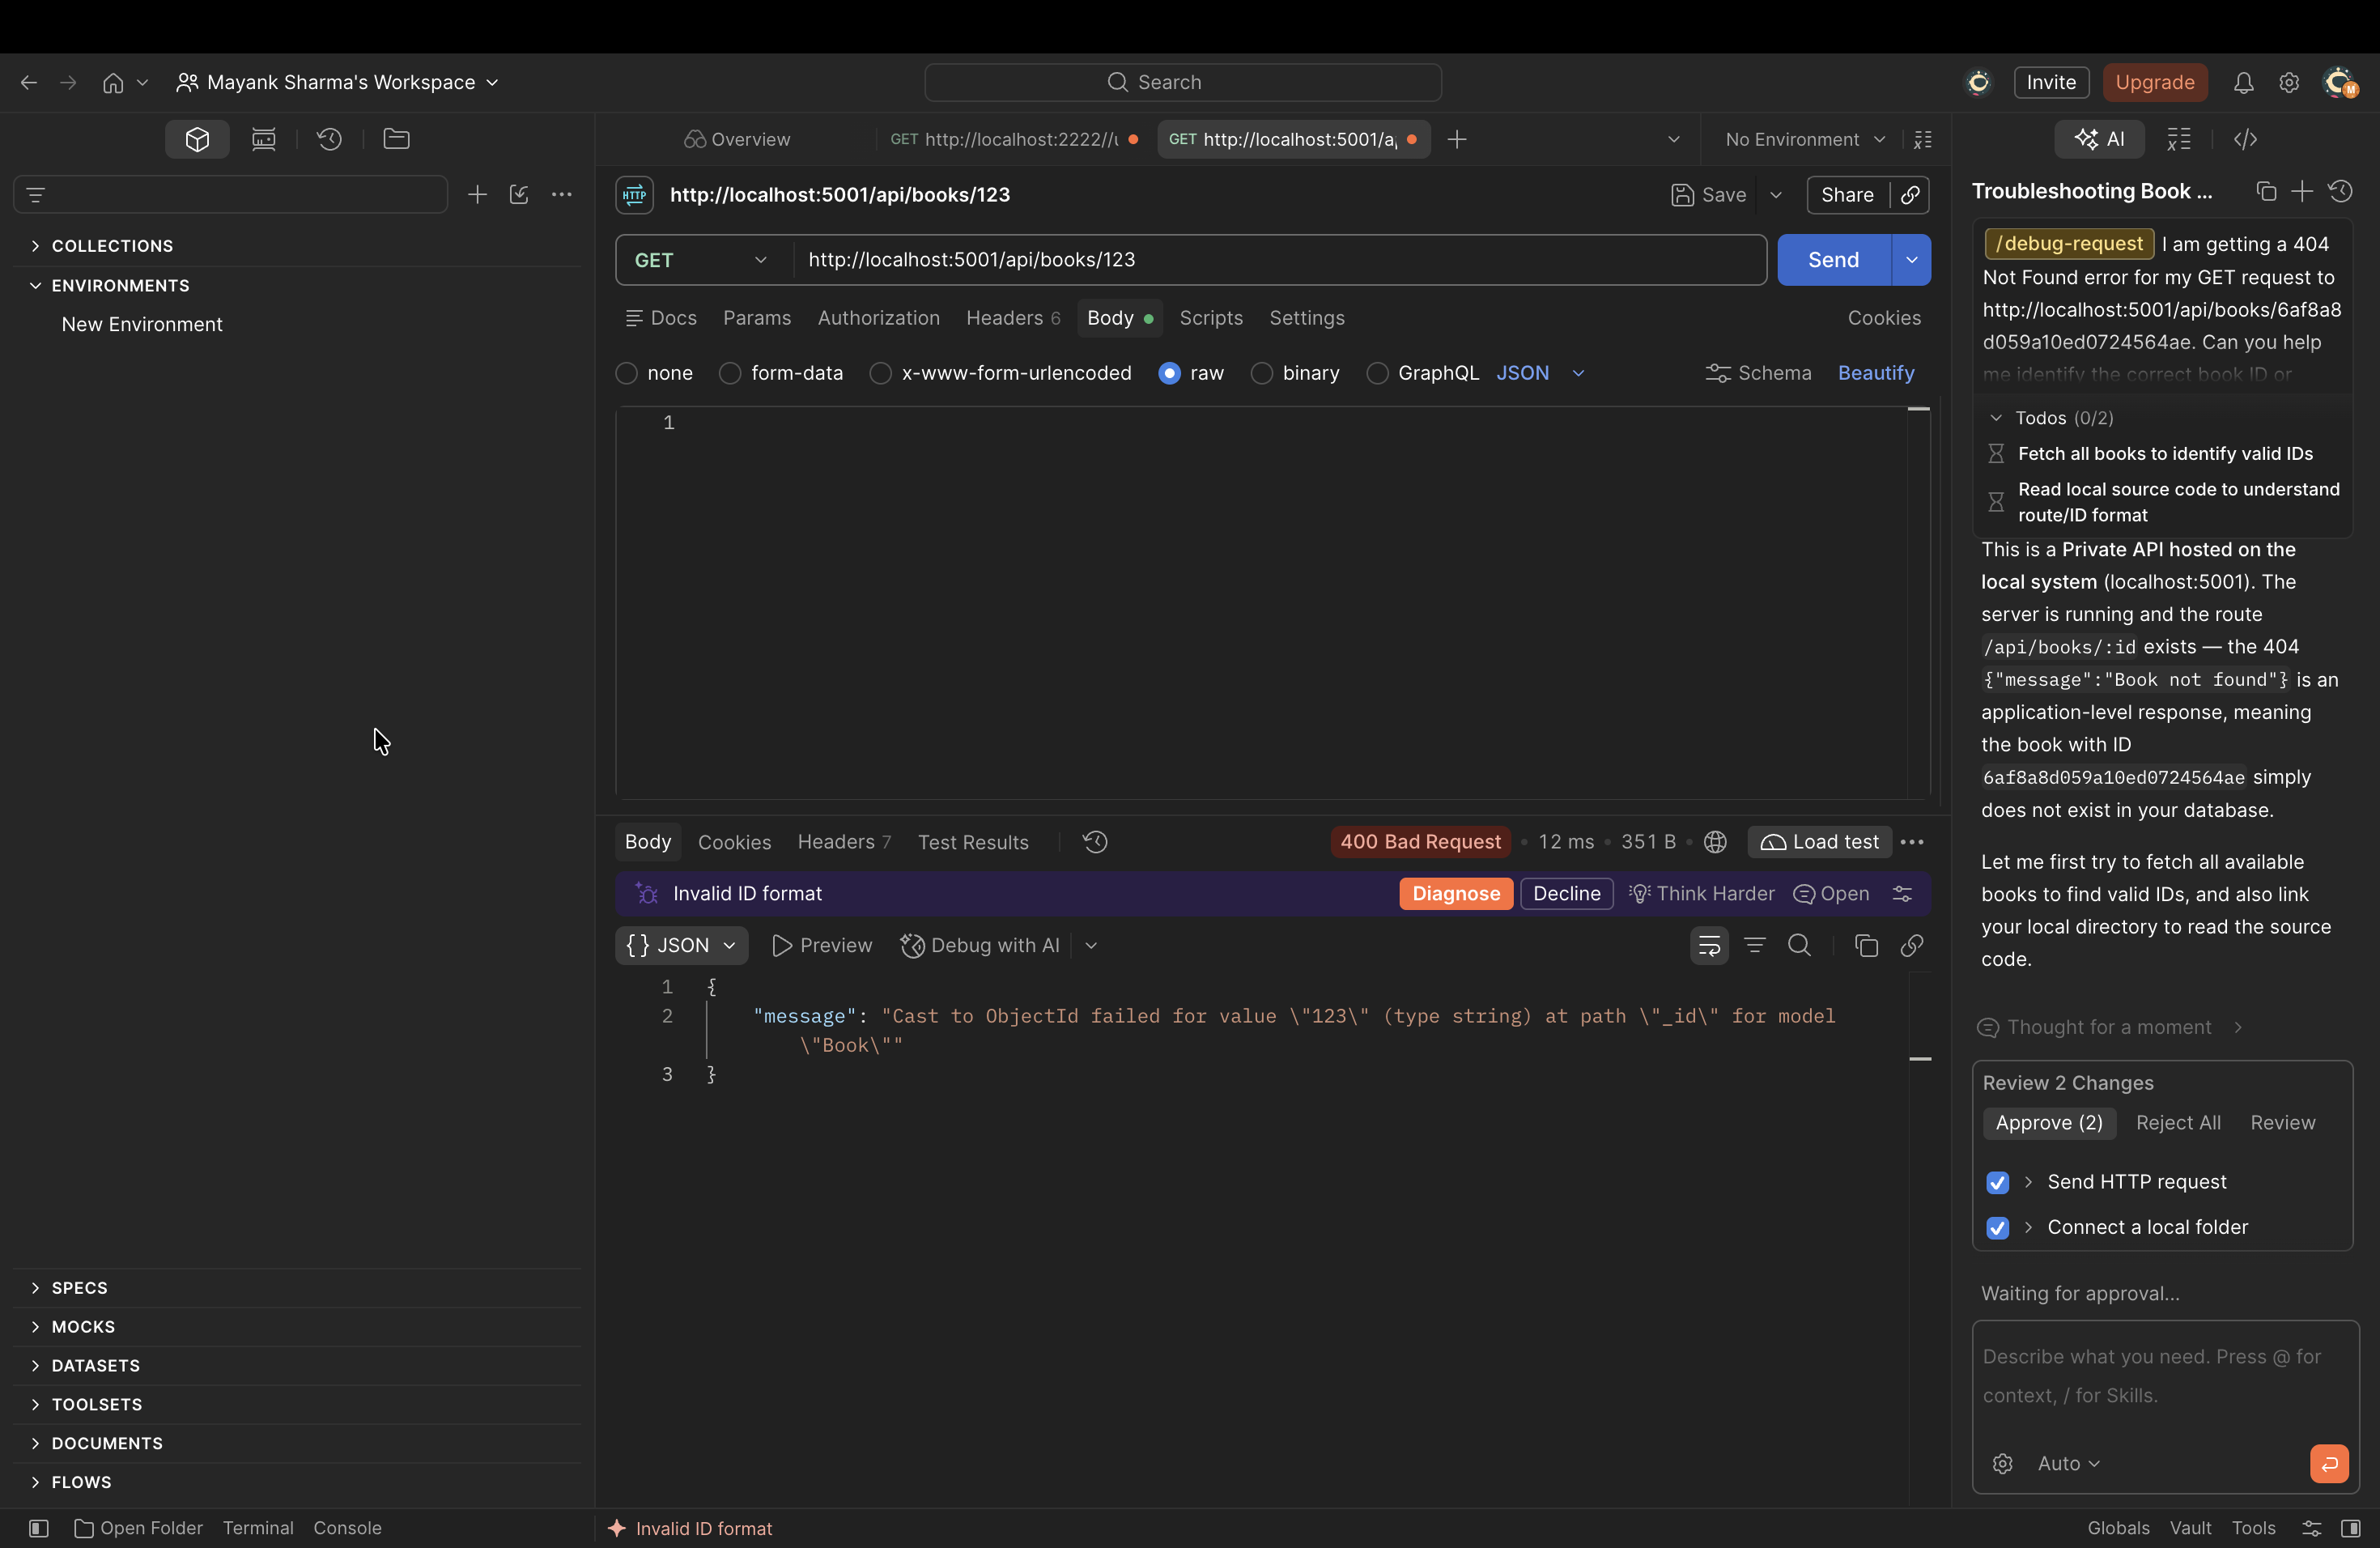 Mayank Sharma's Workspace
Search
Invite
Upgrade
M
Overview
GET http://localhost:2222//
GET http://localhost:5001/a
No Environment
AI
COLLECTIONS
ENVIRONMENTS
New Environment
SPECS
MOCKS
DATASETS
TOOLSETS
DOCUMENTS
FLOWS
HTTP
http://localhost:5001/api/books/123
Save
Share
GET
http://localhost:5001/api/books/123
Send
Docs Params Authorization Headers 6 Body Scripts Settings Cookies
none form-data x-www-form-urlencoded raw binary GraphQL JSON Schema Beautify
1
Body Cookies Headers 7 Test Results 400 Bad Request 12 ms 351 B Load test
Invalid ID format Diagnose Decline Think Harder Open
{} JSON Preview Debug with AI
1 {
2 "message": "Cast to ObjectId failed for value \"123\" (type string) at path \"_id\" for model
\"Book\""
3 }
Troubleshooting Book ...
/debug-request I am getting a 404
Not Found error for my GET request to
http://localhost:5001/api/books/6af8a8
d059a10ed0724564ae. Can you help
me identify the correct book ID or
Todos (0/2)
Fetch all books to identify valid IDs
Read local source code to understand
route/ID format
This is a Private API hosted on the
local system (localhost:5001). The
server is running and the route
/api/books/:id exists — the 404
{"message":"Book not found"} is an
application-level response, meaning
the book with ID
6af8a8d059a10ed0724564ae simply
does not exist in your database.
Let me first try to fetch all available
books to find valid IDs, and also link
your local directory to read the source
code.
Thought for a moment
Review 2 Changes
Approve (2) Reject All Review
Send HTTP request
Connect a local folder
Waiting for approval...
Describe what you need. Press @ for
context, / for Skills.
Auto
Open Folder Terminal Console
Invalid ID format
Globals Vault Tools